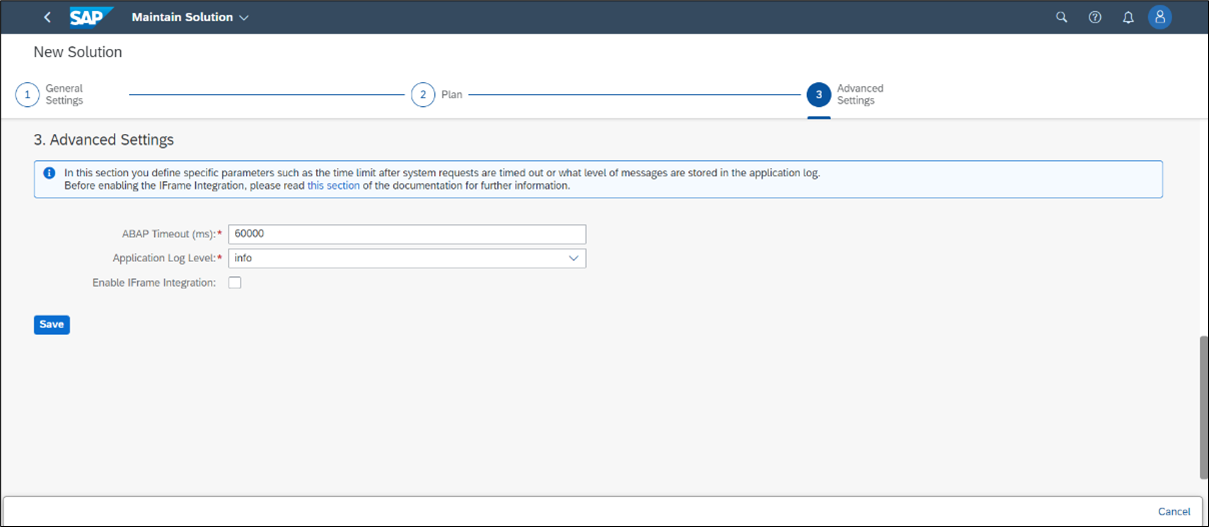 SAP Maintain Solution
New Solution
1 General Settings
2 Plan
3 Advanced Settings
3. Advanced Settings
In this section you define specific parameters such as the time limit after system requests are timed out or what level of messages are stored in the application log.
Before enabling the IFrame Integration, please read this section of the documentation for further information.
ABAP Timeout (ms):* 60000
Application Log Level:* info
Enable IFrame Integration:
Save
Cancel